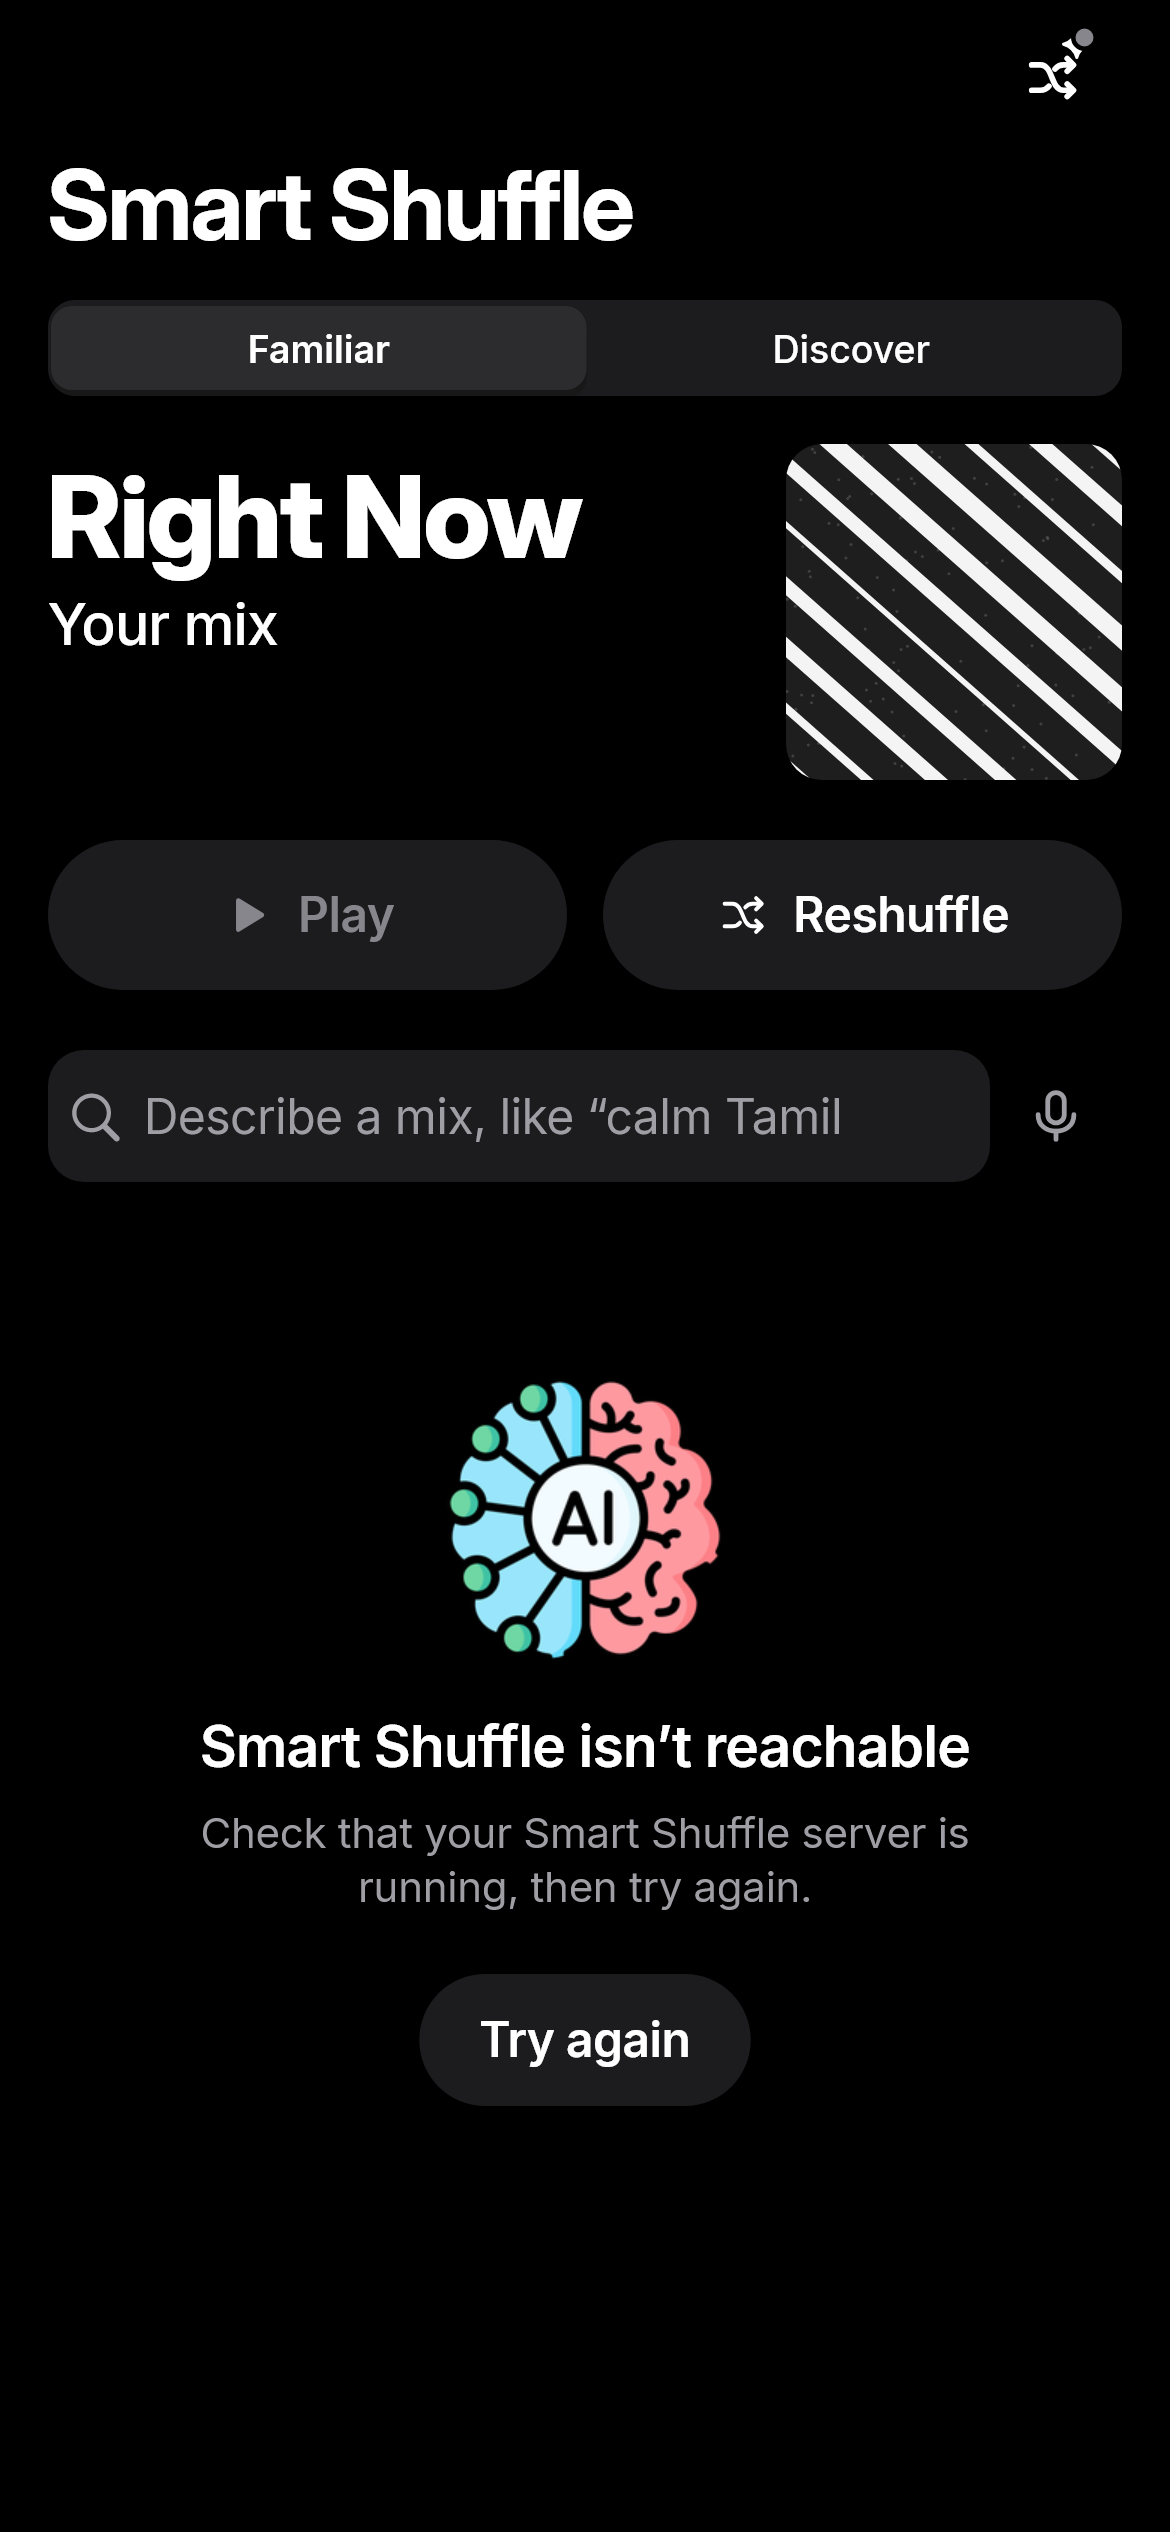 Smart Shuffle
Familiar
Discover
Right Now
Your mix
Play
Reshuffle
Describe a mix, like “calm Tamil
AI
Smart Shuffle isn’t reachable
Check that your Smart Shuffle server is
running, then try again.
Try again